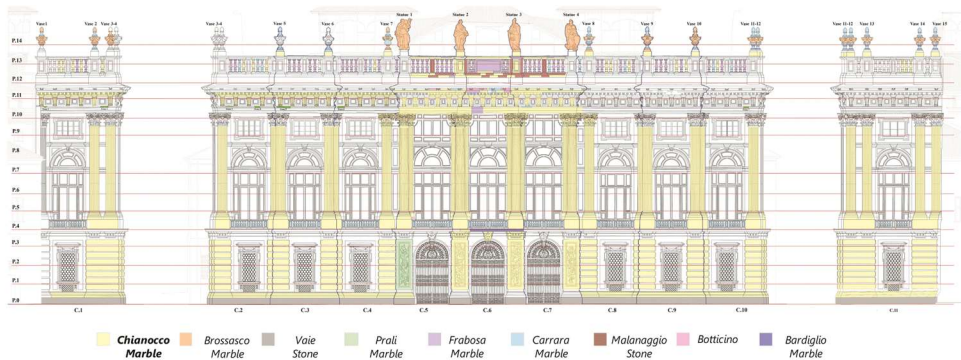 Vase1 Vase 2 Vase 3-4 Vase 3-4 Vase 5 Vase 6 Vase 7 Statue 1 Statue 2 Statue 3 Statue 4 Vase 8 Vase 9 Vase 10 Vase 11-12 Vase 11-12 Vase 13 Vase 14 Vase 15
P.14
P.13
P.12
P.11
P.10
P.9
P.8
P.7
P.6
P.5
P.4
P.3
P.2
P.1
P.0
C.1 C.2 C.3 C.4 C.5 C.6 C.7 C.8 C.9 C.10 C.11
Chianocco Brossasco Vaie Prali Frabosa Carrara Malanaggio Botticino Bardiglio
Marble Marble Stone Marble Marble Marble Stone Marble